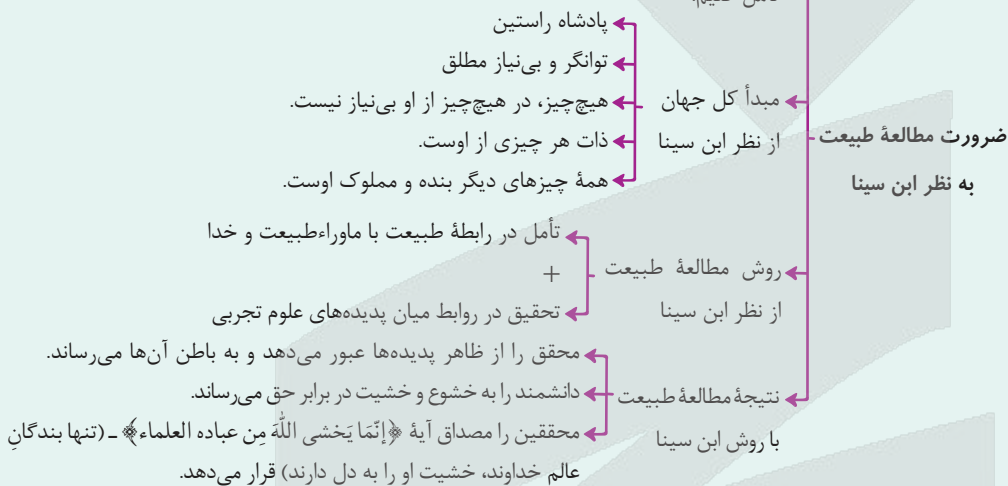 پادشاه راستین
توانگر و بی‌نیاز مطلق
مبدأ کل جهان
هیچ‌چیز، در هیچ‌چیز از او بی‌نیاز نیست.
ضرورت مطالعهٔ طبیعت
از نظر ابن سینا
ذات هر چیزی از اوست.
به نظر ابن سینا
همهٔ چیزهای دیگر بنده و مملوک اوست.
تأمل در رابطهٔ طبیعت با ماوراءطبیعت و خدا
روش مطالعهٔ طبیعت
+
از نظر ابن سینا
تحقیق در روابط میان پدیده‌های علوم تجربی
محقق را از ظاهر پدیده‌ها عبور می‌دهد و به باطن آن‌ها می‌رساند.
نتیجهٔ مطالعهٔ طبیعت
دانشمند را به خشوع و خشیت در برابر حق می‌رساند.
با روش ابن سینا
محققین را مصداق آیهٔ ﴿إنّمَا یَخشی اللّٰهَ مِن عباده العلماء﴾ ـ (تنها بندگانِ
عالم خداوند، خشیت او را به دل دارند) قرار می‌دهد.